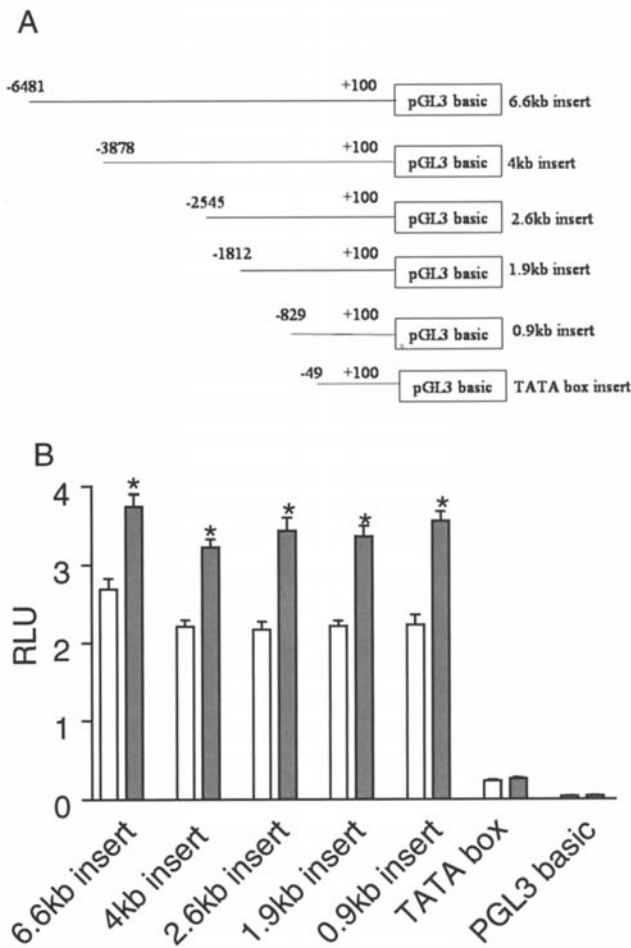 A
-6481 +100 pGL3 basic 6.6kb insert
-3878 +100 pGL3 basic 4kb insert
-2545 +100 pGL3 basic 2.6kb insert
-1812 +100 pGL3 basic 1.9kb insert
-829 +100 pGL3 basic 0.9kb insert
-49 +100 pGL3 basic TATA box insert
B
4
3
2
1
0
RLU
* * * * *
6.6kb insert
4kb insert
2.6kb insert
1.9kb insert
0.9kb insert
TATA box
PGL3 basic